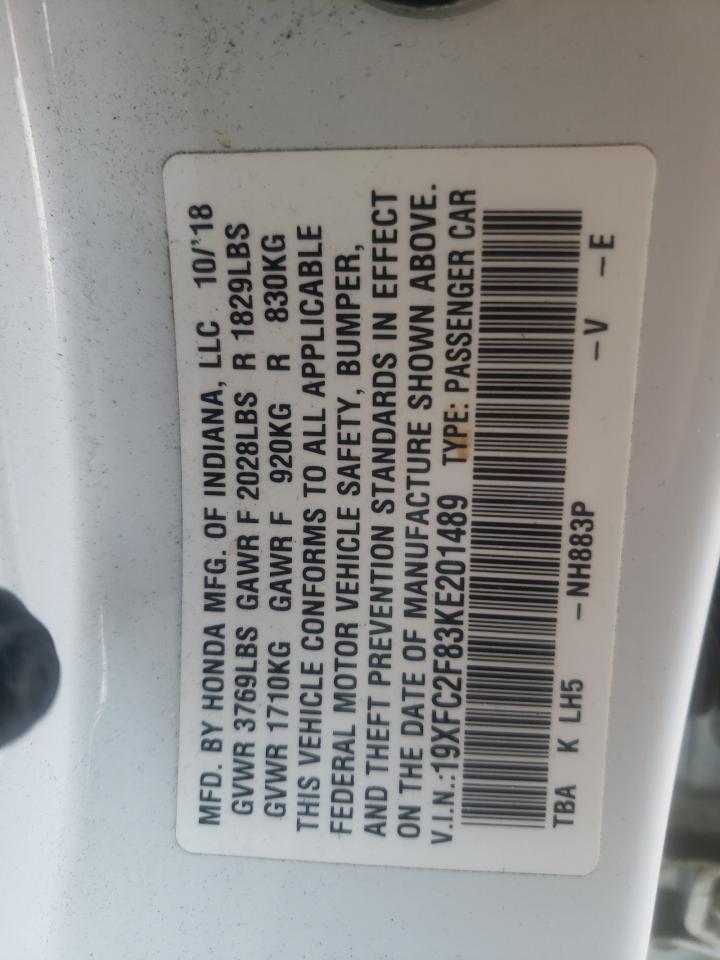 MFD. BY HONDA MFG. OF INDIANA, LLC 10/'18
GVWR 3769LBS GAWR F 2028LBS R 1829LBS
GVWR 1710KG GAWR F 920KG R 830KG
THIS VEHICLE CONFORMS TO ALL APPLICABLE
FEDERAL MOTOR VEHICLE SAFETY, BUMPER,
AND THEFT PREVENTION STANDARDS IN EFFECT
ON THE DATE OF MANUFACTURE SHOWN ABOVE.
V.I.N.:19XFC2F83KE201489 TYPE: PASSENGER CAR
TBA K LH5 –NH883P –V –E